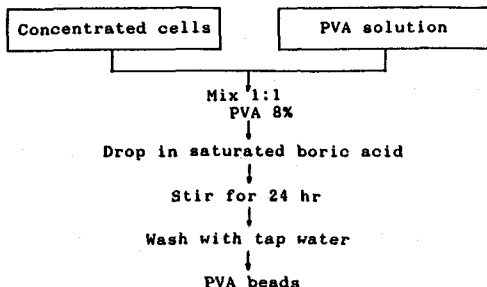 Concentrated cells
PVA solution
Mix 1:1
PVA 8%
Drop in saturated boric acid
Stir for 24 hr
Wash with tap water
PVA beads